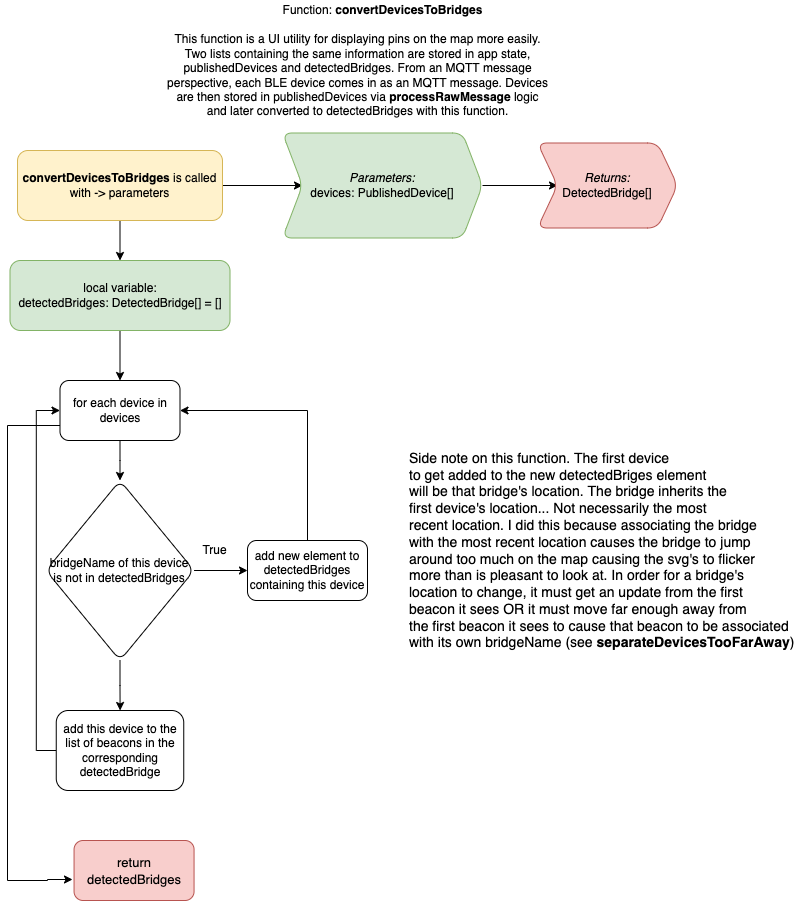 Function: convertDevicesToBridges
This function is a UI utility for displaying pins on the map more easily.
Two lists containing the same information are stored in app state,
publishedDevices and detectedBridges. From an MQTT message
perspective, each BLE device comes in as an MQTT message. Devices
are then stored in publishedDevices via processRawMessage logic
and later converted to detectedBridges with this function.
convertDevicesToBridges is called
with -> parameters
Parameters:
devices: PublishedDevice[]
Returns:
DetectedBridge[]
local variable:
detectedBridges: DetectedBridge[] = []
for each device in
devices
bridgeName of this device
is not in detectedBridges
True
add new element to
detectedBridges
containing this device
add this device to the
list of beacons in the
corresponding
detectedBridge
return
detectedBridges
Side note on this function. The first device
to get added to the new detectedBriges element
will be that bridge's location. The bridge inherits the
first device's location... Not necessarily the most
recent location. I did this because associating the bridge
with the most recent location causes the bridge to jump
around too much on the map causing the svg's to flicker
more than is pleasant to look at. In order for a bridge's
location to change, it must get an update from the first
beacon it sees OR it must move far enough away from
the first beacon it sees to cause that beacon to be associated
with its own bridgeName (see separateDevicesTooFarAway)